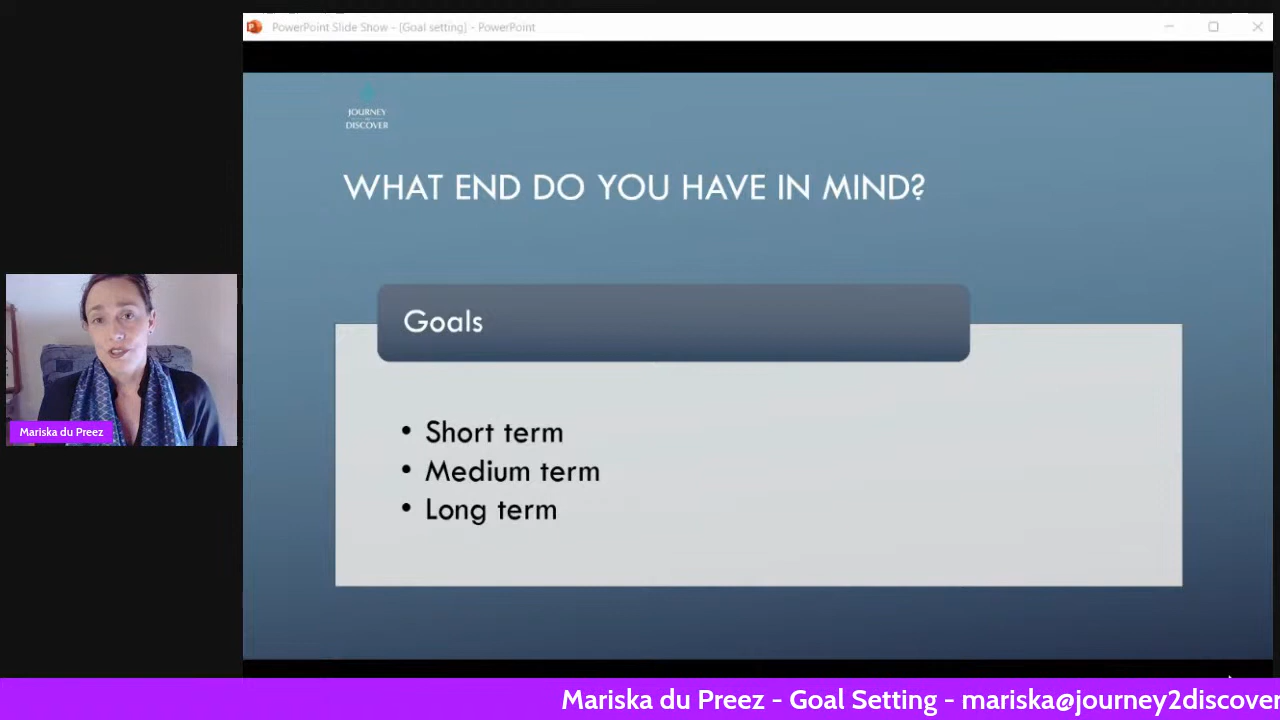 PowerPoint Slide Show - [Goal setting] - PowerPoint
JOURNEY
DISCOVER
WHAT END DO YOU HAVE IN MIND?
Goals
• Short term
• Medium term
• Long term
Mariska du Preez
Mariska du Preez - Goal Setting - mariska@journey2discover